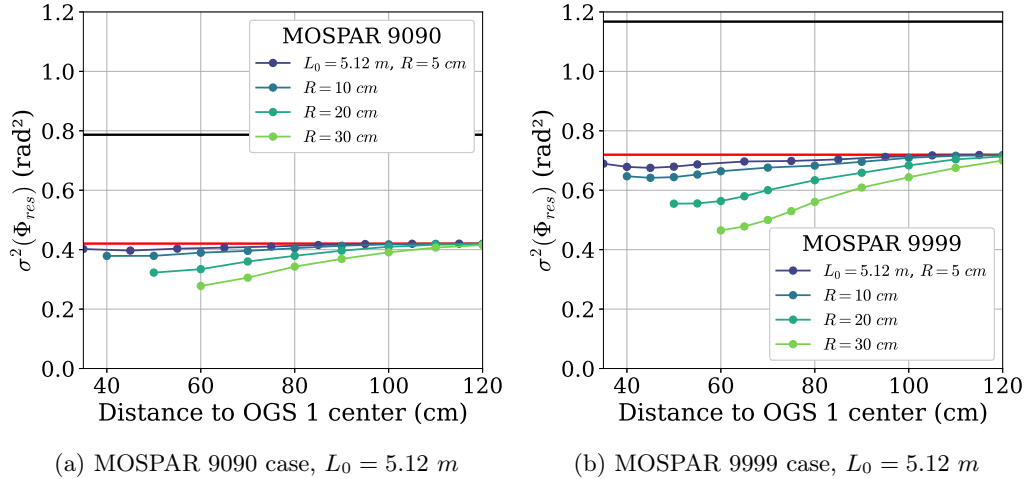 σ²(Φ_res) (rad²)
1.2
1.0
0.8
0.6
0.4
0.2
0.0
MOSPAR 9090
L₀ = 5.12 m, R = 5 cm
R = 10 cm
R = 20 cm
R = 30 cm
40 60 80 100 120
Distance to OGS 1 center (cm)
(a) MOSPAR 9090 case, L₀ = 5.12 m
σ²(Φ_res) (rad²)
1.2
1.0
0.8
0.6
0.4
0.2
0.0
MOSPAR 9999
L₀ = 5.12 m, R = 5 cm
R = 10 cm
R = 20 cm
R = 30 cm
40 60 80 100 120
Distance to OGS 1 center (cm)
(b) MOSPAR 9999 case, L₀ = 5.12 m